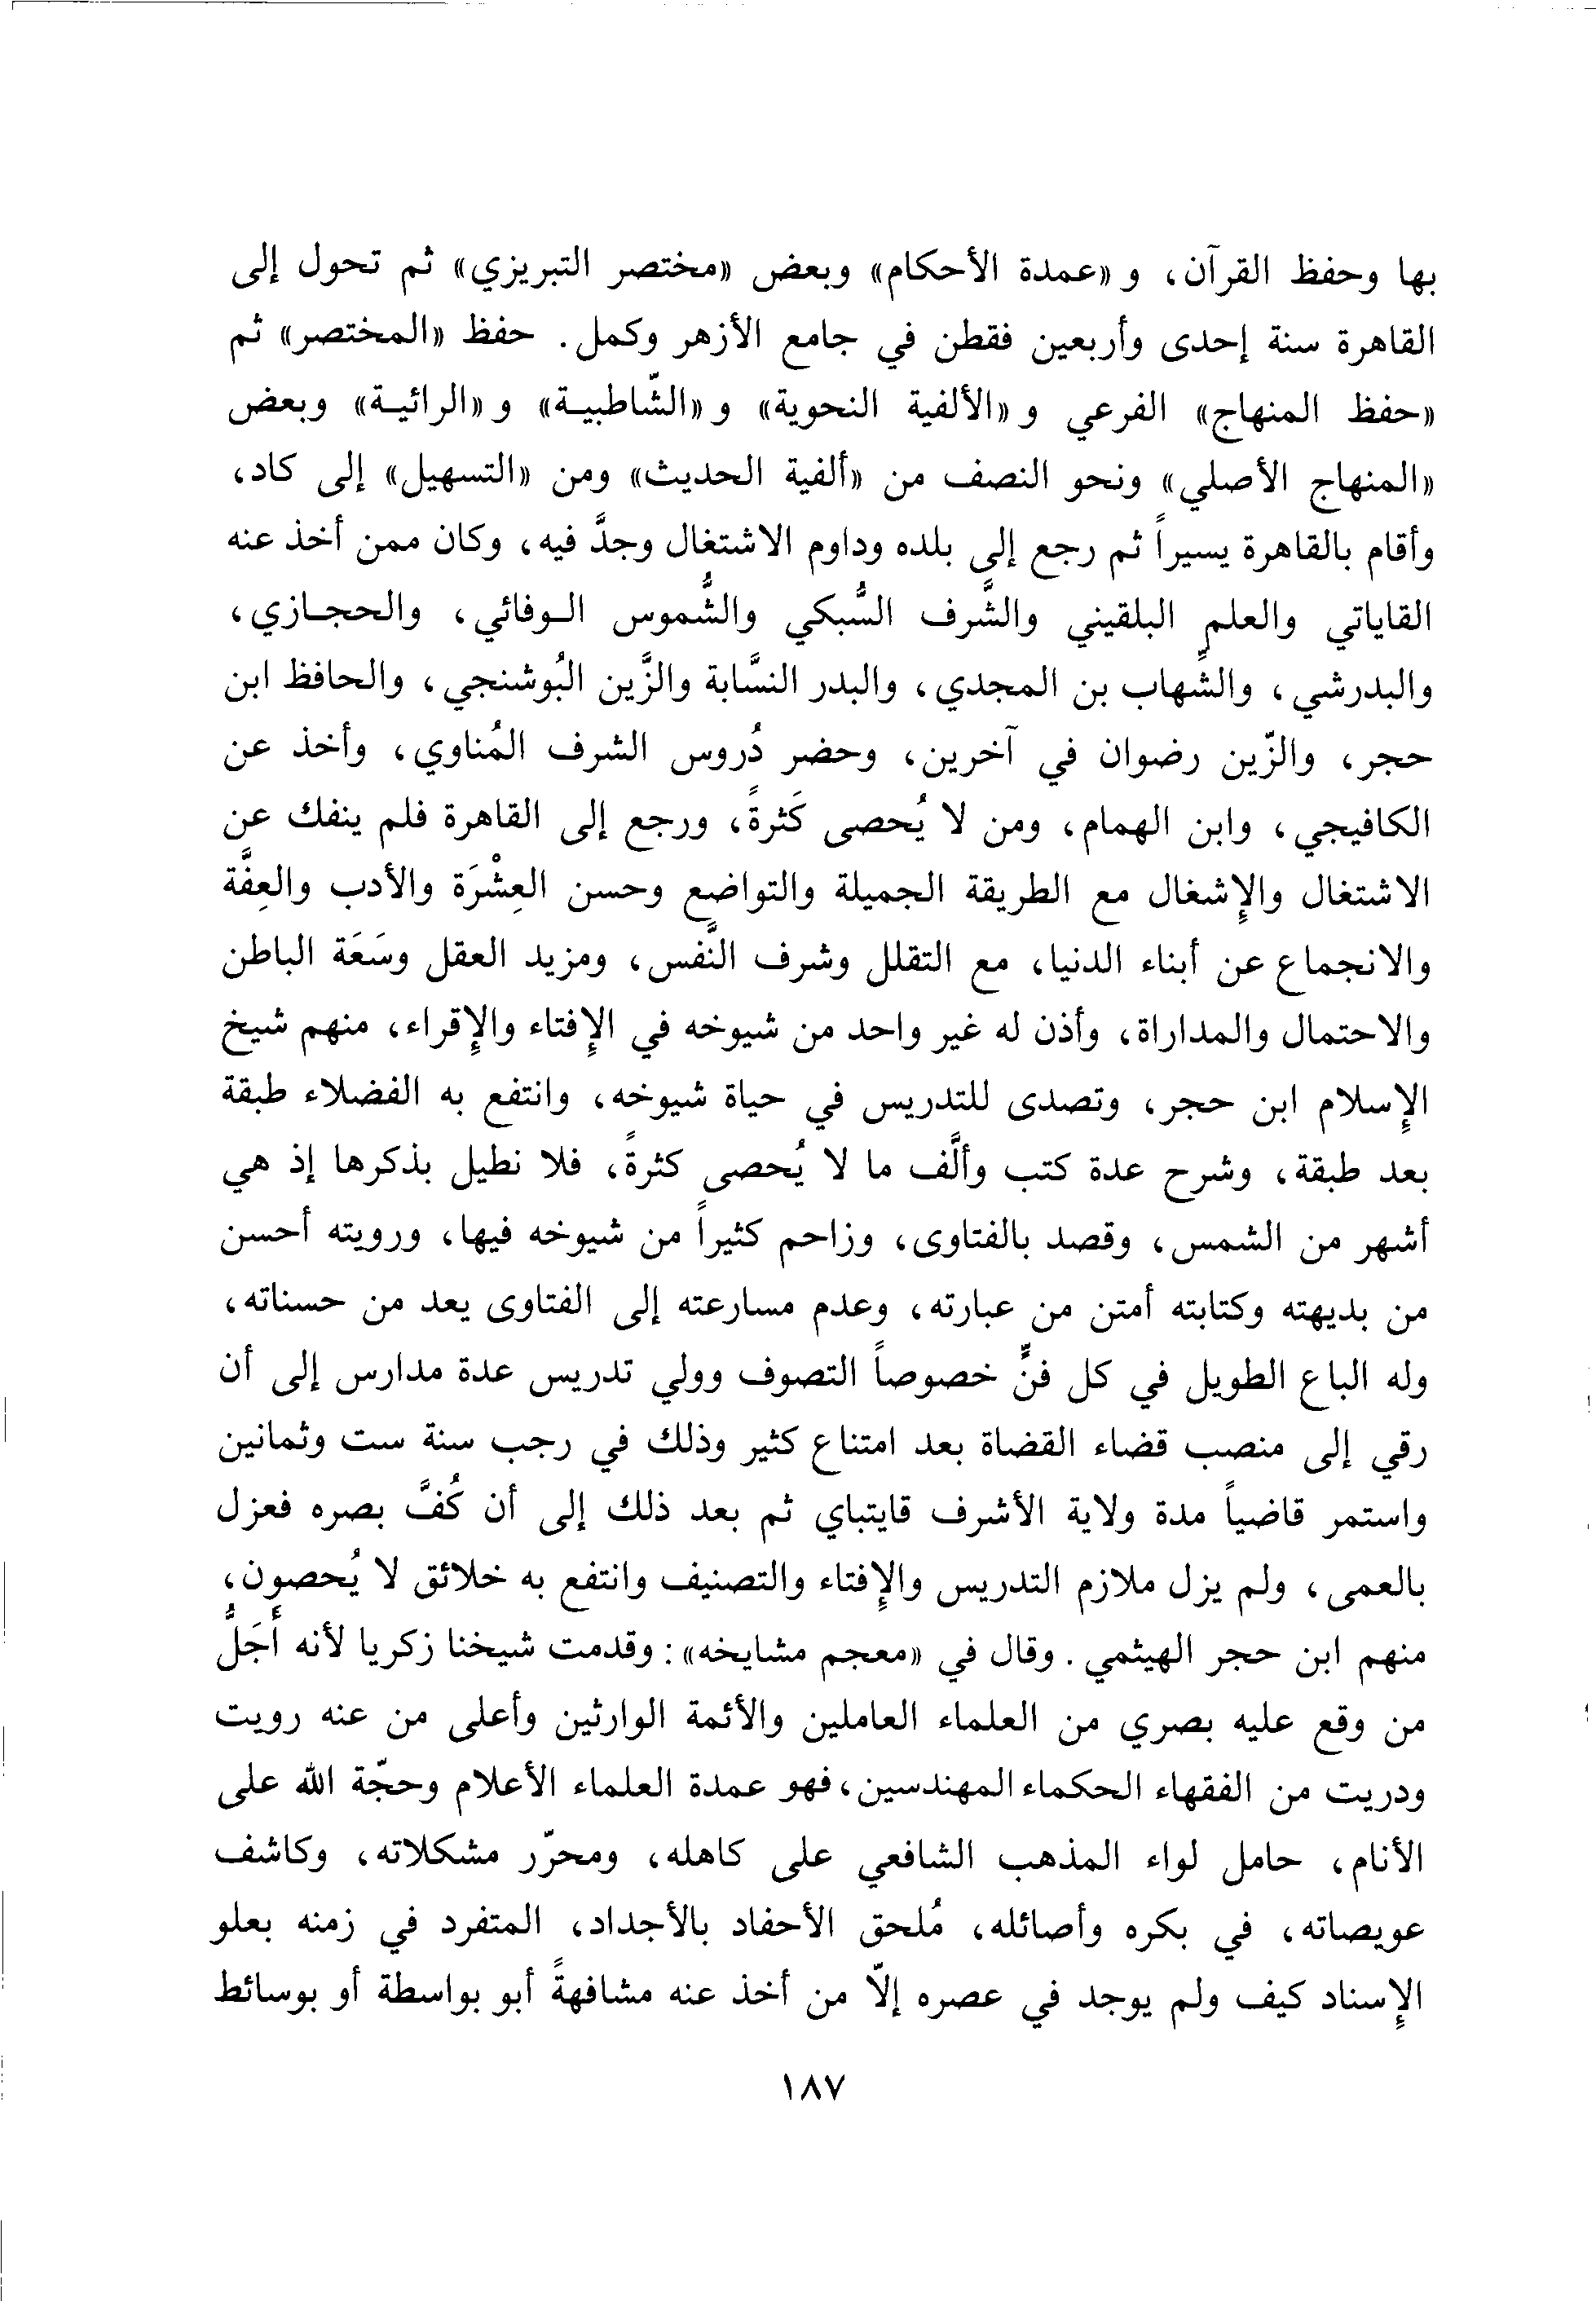 بها وحفظ القرآن، و «عمدة الأحكام» وبعض «مختصر التبريزي» ثم تحول إلى
القاهرة سنة إحدى وأربعين فقطن في جامع الأزهر وكمل. حفظ «المختصر» ثم
«حفظ المنهاج» الفرعي و «الألفية النحوية» و «الشّاطبيـة» و «الرائيـة» وبعض
«المنهاج الأصلي» ونحو النصف من «ألفية الحديث» ومن «التسهيل» إلى كاد،
وأقام بالقاهرة يسيراً ثم رجع إلى بلده وداوم الاشتغال وجدَّ فيه، وكان ممن أخذ عنه
القاياتي والعلم البلقيني والشَّرف السُّبكي والشُّموس الـوفائي، والحجـازي،
والبدرشي، والشِّهاب بن المجدي، والبدر النسَّابة والزَّين البُوشنجي، والحافظ ابن
حجر، والزّين رضوان في آخرين، وحضر دُروس الشرف المُناوي، وأخذ عن
الكافيجي، وابن الهمام، ومن لا يُحصى كَثرةً، ورجع إلى القاهرة فلم ينفك عن
الاشتغال والإشغال مع الطريقة الجميلة والتواضع وحسن العِشْرَة والأدب والعِفَّة
والانجماع عن أبناء الدنيا، مع التقلل وشرف النَّفس، ومزيد العقل وسَعَة الباطن
والاحتمال والمداراة، وأذن له غير واحد من شيوخه في الإفتاء والإقراء، منهم شيخ
الإسلام ابن حجر، وتصدى للتدريس في حياة شيوخه، وانتفع به الفضلاء طبقة
بعد طبقة، وشرح عدة كتب وألَّف ما لا يُحصى كثرةً، فلا نطيل بذكرها إذ هي
أشهر من الشمس، وقصد بالفتاوى، وزاحم كثيراً من شيوخه فيها، ورويته أحسن
من بديهته وكتابته أمتن من عبارته، وعدم مسارعته إلى الفتاوى يعد من حسناته،
وله الباع الطويل في كل فنٍّ خصوصاً التصوف وولي تدريس عدة مدارس إلى أن
رقي إلى منصب قضاء القضاة بعد امتناع كثير وذلك في رجب سنة ست وثمانين
واستمر قاضياً مدة ولاية الأشرف قايتباي ثم بعد ذلك إلى أن كُفَّ بصره فعزل
بالعمى، ولم يزل ملازم التدريس والإفتاء والتصنيف وانتفع به خلائق لا يُحصون،
منهم ابن حجر الهيثمي. وقال في «معجم مشايخه»: وقدمت شيخنا زكريا لأنه أَجَلُّ
من وقع عليه بصري من العلماء العاملين والأئمة الوارثين وأعلى من عنه رويت
ودريت من الفقهاء الحكماء المهندسين، فهو عمدة العلماء الأعلام وحجّة الله على
الأنام، حامل لواء المذهب الشافعي على كاهله، ومحرّر مشكلاته، وكاشف
عويصاته، في بكره وأصائله، مُلحق الأحفاد بالأجداد، المتفرد في زمنه بعلو
الإسناد كيف ولم يوجد في عصره إلاّ من أخذ عنه مشافهةً أبو بواسطة أو بوسائط
١٨٧